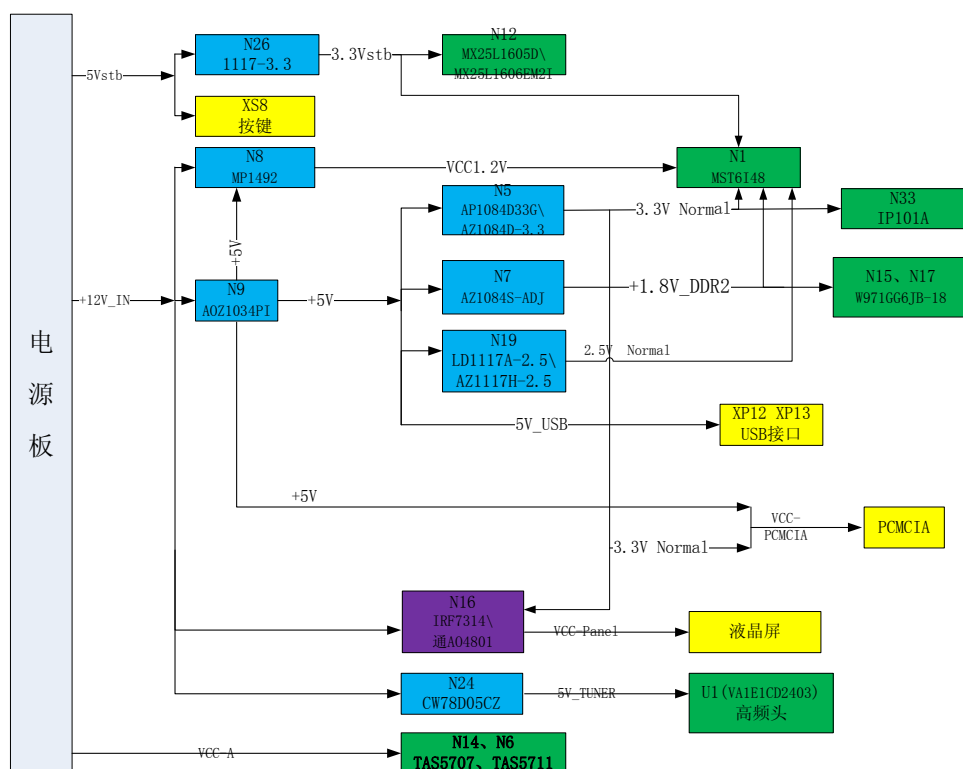 N26
1117-3.3
3.3Vstb
N12
MX25L1605D\
MX25L1606EM2I
5Vstb
XS8
按键
N8
MP1492
VCC1.2V
N1
MST6I48
N5
AP1084D33G\
AZ1084D-3.3
3.3V Normal
N33
IP101A
+5V
+12V_IN
N9
AOZ1034PI
+5V
N7
AZ1084S-ADJ
+1.8V_DDR2
N15、N17
W971GG6JB-18
N19
LD1117A-2.5\
AZ1117H-2.5
2.5V Normal
电
源
板
5V_USB
XP12 XP13
USB接口
+5V
VCC-
PCMCIA
PCMCIA
3.3V Normal
N16
IRF7314\
通AO4801
VCC-Panel
液晶屏
N24
CW78D05CZ
5V_TUNER
U1(VA1E1CD2403)
高频头
VCC-A
N14、N6
TAS5707、TAS5711